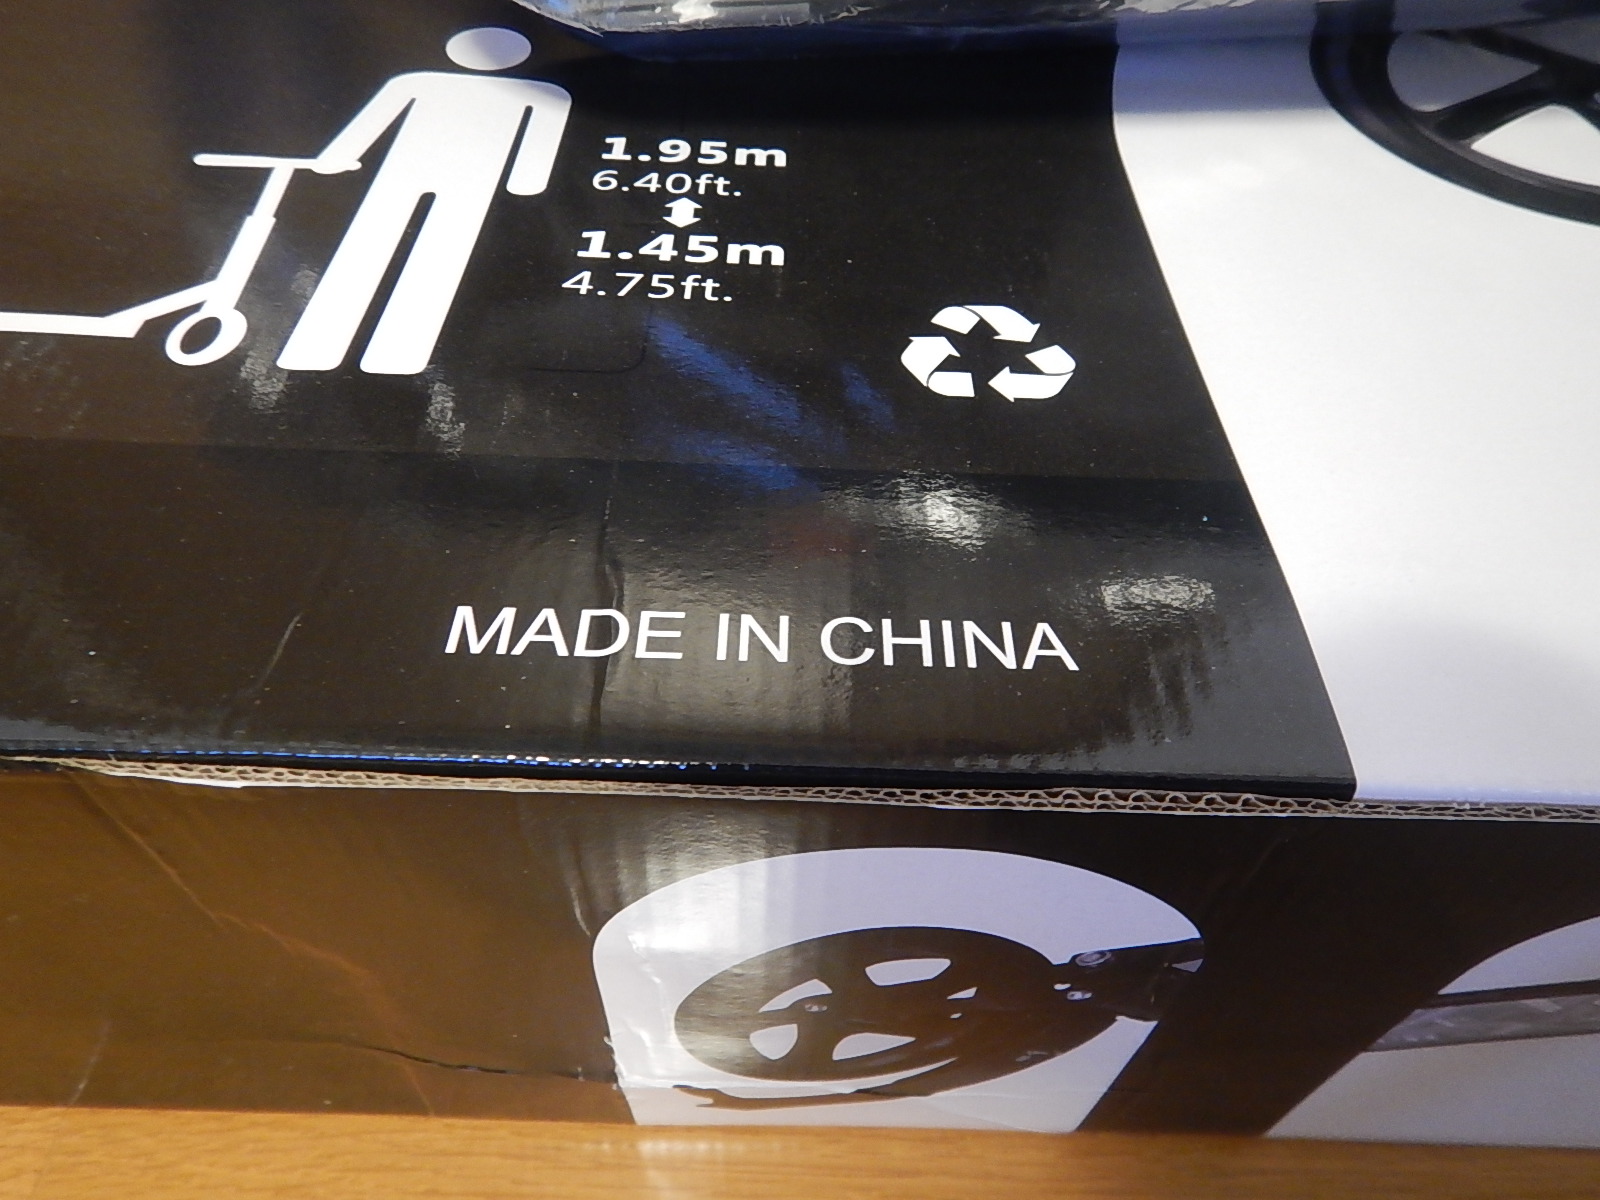 1.95m
6.40ft.
1.45m
4.75ft.
MADE IN CHINA